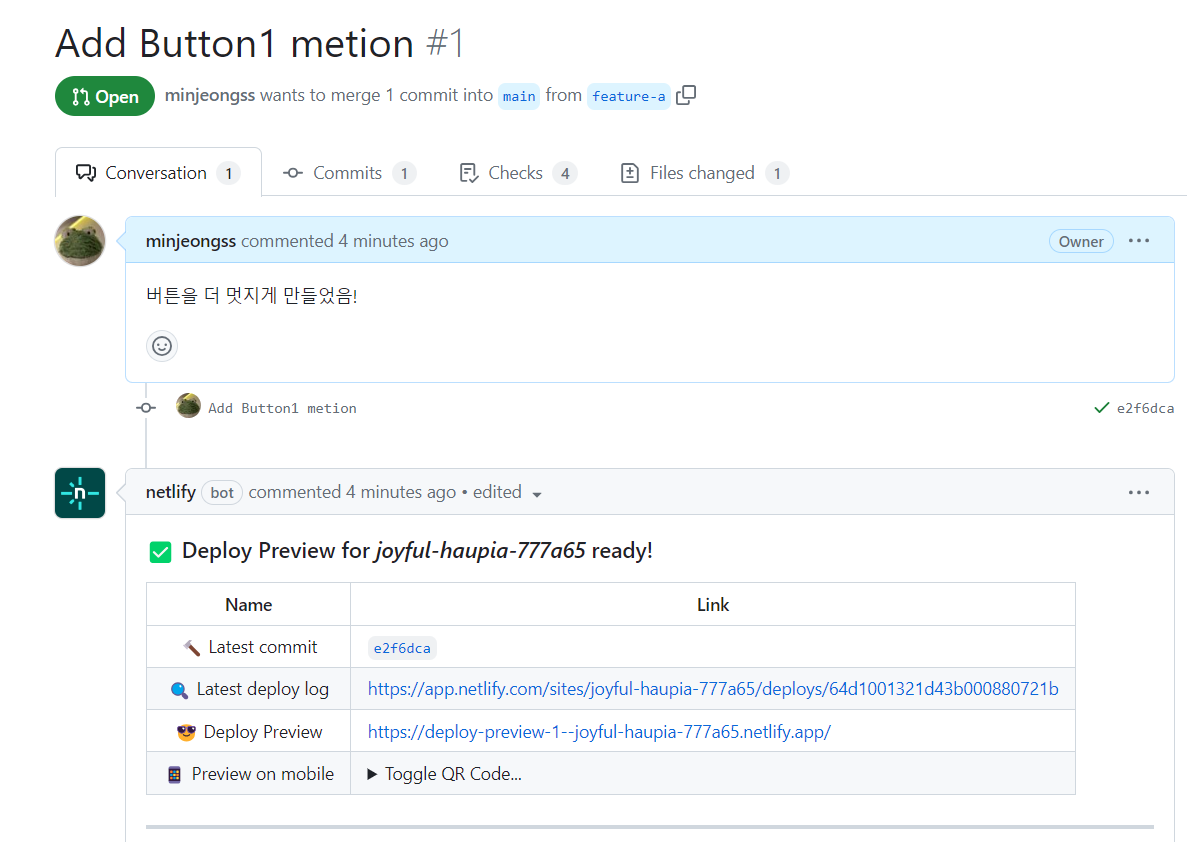 Add Button1 metion #1
Open minjeongss wants to merge 1 commit into main from feature-a
Conversation 1 Commits 1 Checks 4 Files changed 1
minjeongss commented 4 minutes ago Owner
버튼을 더 멋지게 만들었음!
Add Button1 metion e2f6dca
netlify bot commented 4 minutes ago • edited
Deploy Preview for joyful-haupia-777a65 ready!
Name Link
Latest commit e2f6dca
Latest deploy log https://app.netlify.com/sites/joyful-haupia-777a65/deploys/64d1001321d43b000880721b
Deploy Preview https://deploy-preview-1--joyful-haupia-777a65.netlify.app/
Preview on mobile Toggle QR Code...